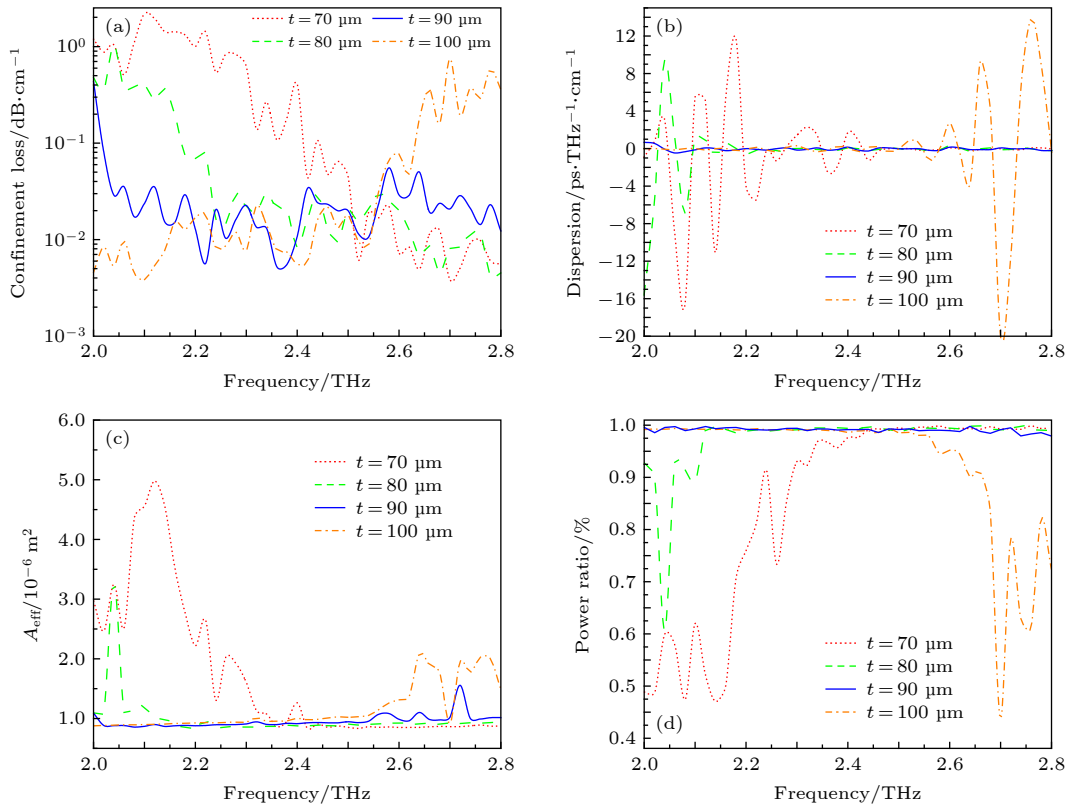 (a)
t = 70 µm
t = 90 µm
t = 80 µm
t = 100 µm
10⁰
10⁻¹
10⁻²
10⁻³
Confinement loss/dB·cm⁻¹
2.0 2.2 2.4 2.6 2.8
Frequency/THz
(b)
12
8
4
0
−4
−8
−12
−16
−20
Dispersion/ps·THz⁻¹·cm⁻¹
t = 70 µm
t = 80 µm
t = 90 µm
t = 100 µm
2.0 2.2 2.4 2.6 2.8
Frequency/THz
(c)
6.0
5.0
4.0
3.0
2.0
1.0
A_eff/10⁻⁶ m²
t = 70 µm
t = 80 µm
t = 90 µm
t = 100 µm
2.0 2.2 2.4 2.6 2.8
Frequency/THz
1.0
0.9
0.8
0.7
0.6
0.5
0.4
Power ratio/%
t = 70 µm
t = 80 µm
t = 90 µm
t = 100 µm
(d)
2.0 2.2 2.4 2.6 2.8
Frequency/THz